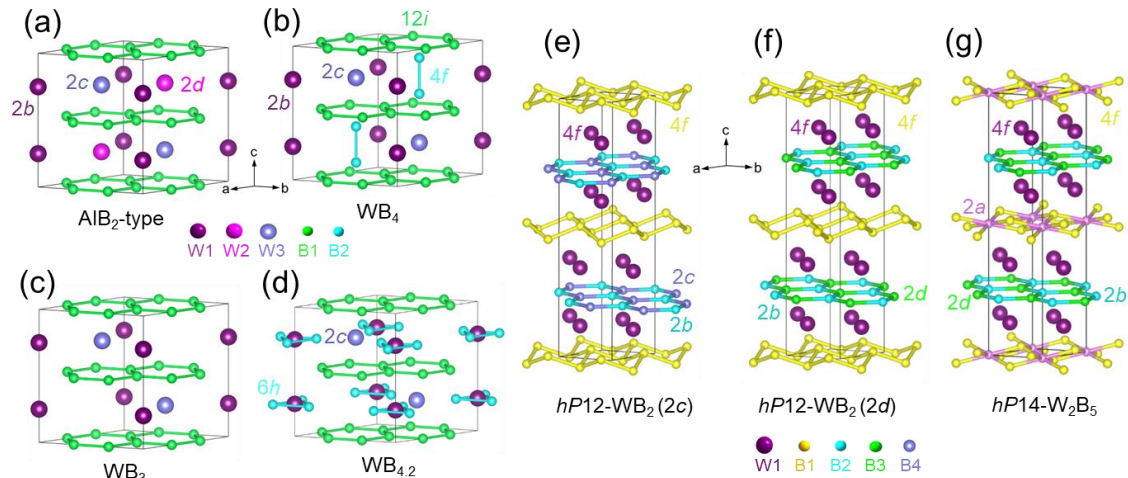 (a)
2c
2d
2b
AlB2-type
(b)
12i
2c
4f
2b
WB4
c
a
b
W1 W2 W3 B1 B2
(c)
WB3
(d)
2c
6h
WB4.2
(e)
4f
4f
2c
2b
hP12-WB2 (2c)
c
a
b
(f)
4f
4f
2b
2d
hP12-WB2 (2d)
(g)
4f
2a
2d
2b
hP14-W2B5
W1 B1 B2 B3 B4